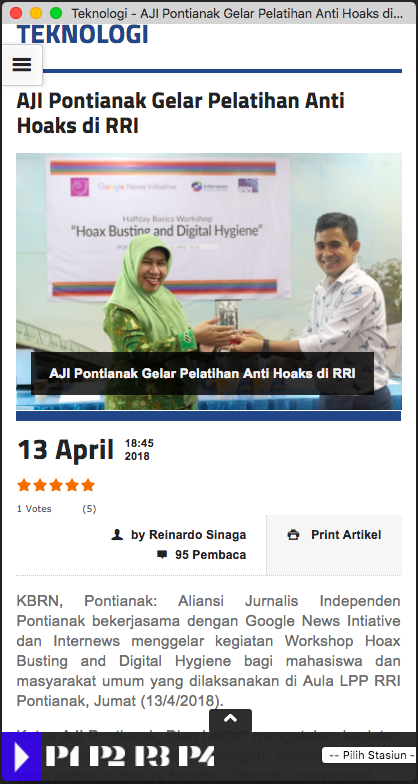 Teknologi - AJI Pontianak Gelar Pelatihan Anti Hoaks di...
TEKNOLOGI
AJI Pontianak Gelar Pelatihan Anti
Hoaks di RRI
Google News Initiative
Internews
Halfday Basics Workshop
"Hoax Busting and Digital Hygiene"
AJI Pontianak Gelar Pelatihan Anti Hoaks di RRI
13 April 18:45
2018
1 Votes (5)
by Reinardo Sinaga
Print Artikel
95 Pembaca
KBRN, Pontianak: Aliansi Jurnalis Independen
Pontianak bekerjasama dengan Google News Intiative
dan Internews menggelar kegiatan Workshop Hoax
Busting and Digital Hygiene bagi mahasiswa dan
masyarakat umum yang dilaksanakan di Aula LPP RRI
Pontianak, Jumat (13/4/2018).
P1 P2 P3 P4
-- Pilih Stasiun -